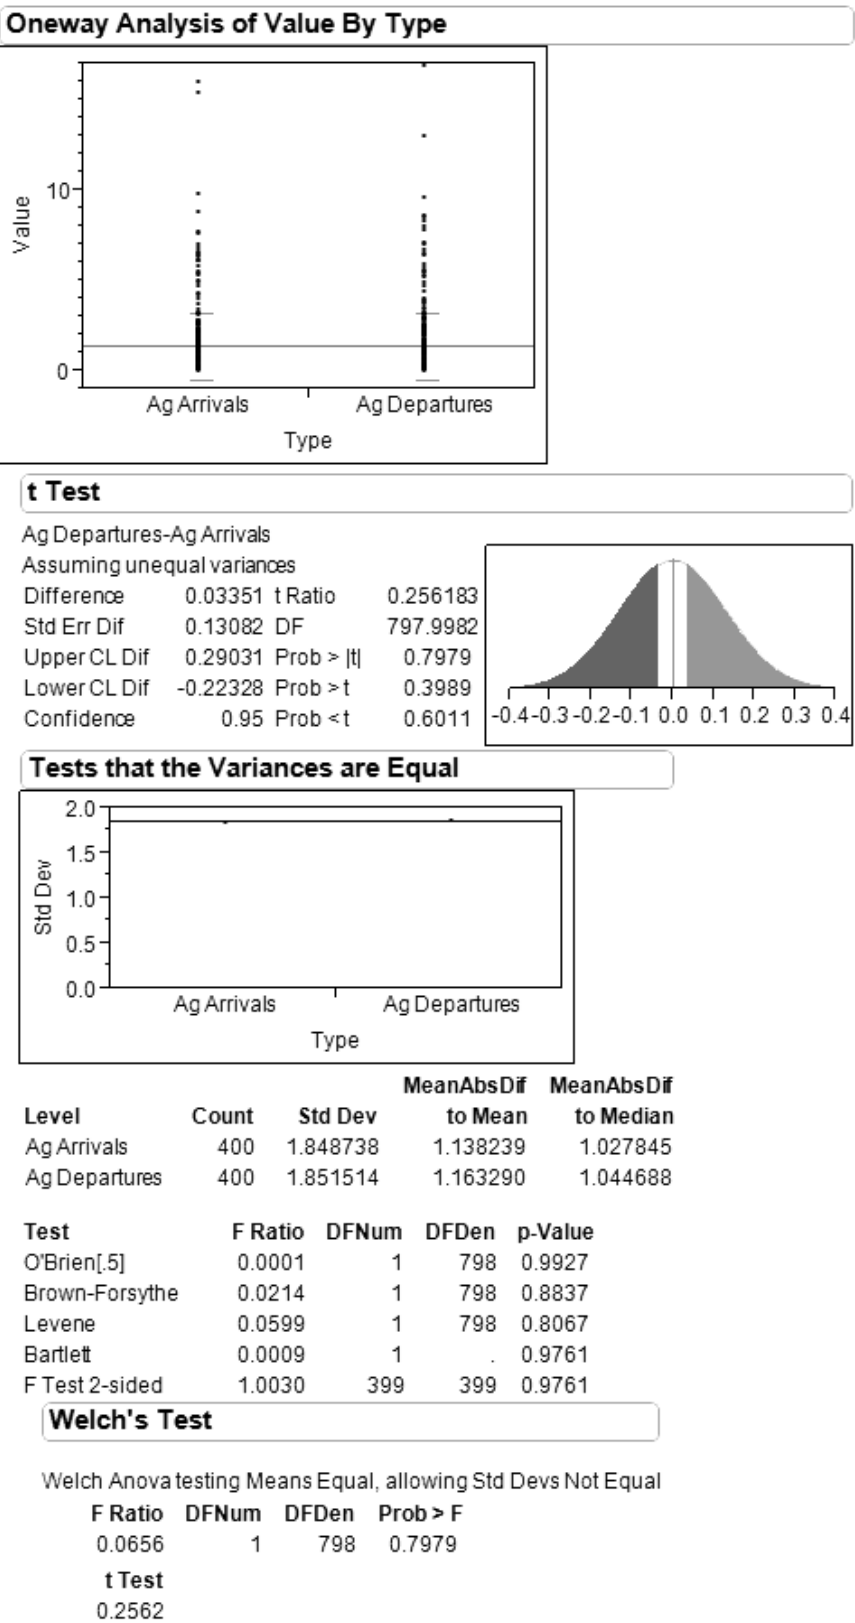 Oneway Analysis of Value By Type
Value
10
0
Ag Arrivals Ag Departures
Type
t Test
Ag Departures-Ag Arrivals
Assuming unequal variances
Difference 0.03351 t Ratio 0.256183
Std Err Dif 0.13082 DF 797.9982
Upper CL Dif 0.29031 Prob > |t| 0.7979
Lower CL Dif -0.22328 Prob > t 0.3989
Confidence 0.95 Prob < t 0.6011
-0.4 -0.3 -0.2 -0.1 0.0 0.1 0.2 0.3 0.4
Tests that the Variances are Equal
Std Dev
2.0
1.5
1.0
0.5
0.0
Ag Arrivals Ag Departures
Type
MeanAbsDif MeanAbsDif
Level Count Std Dev to Mean to Median
Ag Arrivals 400 1.848738 1.138239 1.027845
Ag Departures 400 1.851514 1.163290 1.044688
Test F Ratio DFNum DFDen p-Value
O'Brien[.5] 0.0001 1 798 0.9927
Brown-Forsythe 0.0214 1 798 0.8837
Levene 0.0599 1 798 0.8067
Bartlett 0.0009 1 . 0.9761
F Test 2-sided 1.0030 399 399 0.9761
Welch's Test
Welch Anova testing Means Equal, allowing Std Devs Not Equal
F Ratio DFNum DFDen Prob > F
0.0656 1 798 0.7979
t Test
0.2562